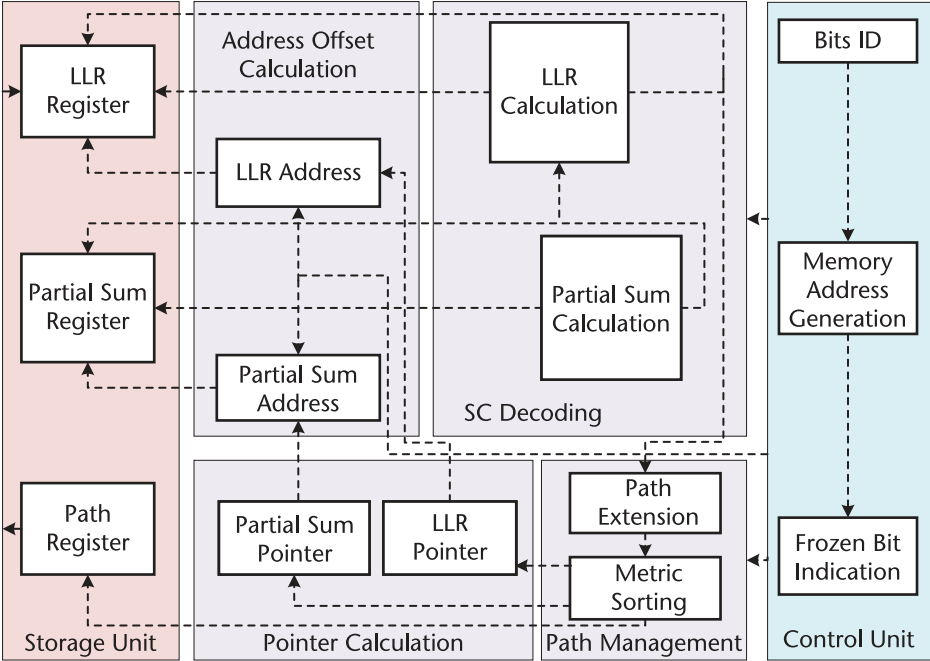 LLR
Register
Partial Sum
Register
Path
Register
Storage Unit
Address Offset
Calculation
LLR Address
Partial Sum
Address
LLR
Calculation
Partial Sum
Calculation
SC Decoding
Partial Sum
Pointer
LLR
Pointer
Pointer Calculation
Path
Extension
Metric
Sorting
Path Management
Bits ID
Memory
Address
Generation
Frozen Bit
Indication
Control Unit